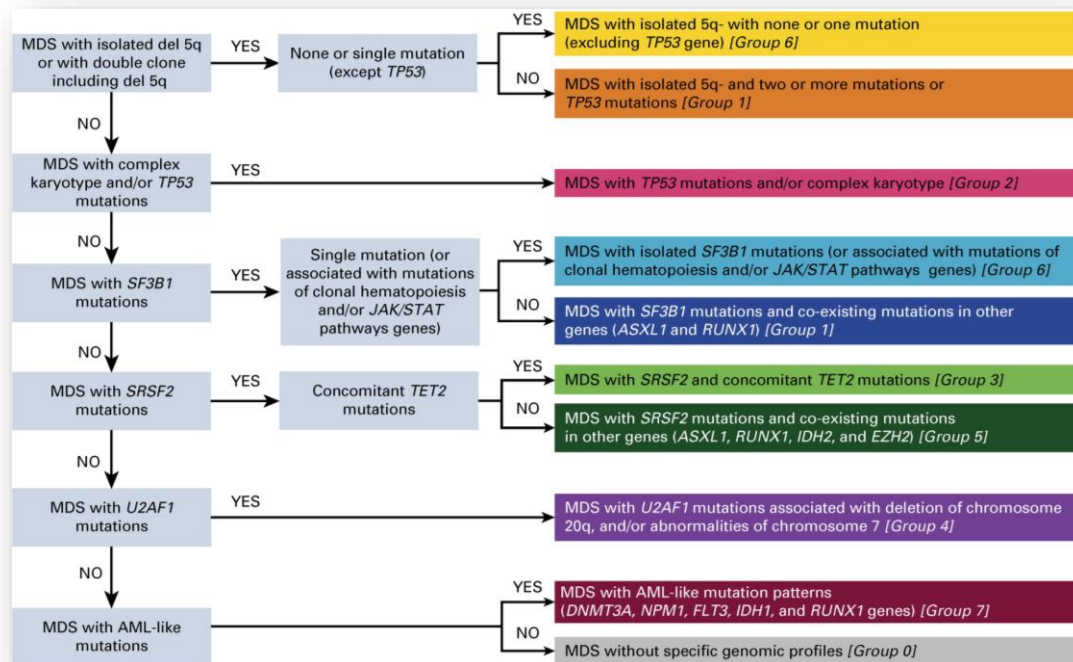 MDS with isolated del 5q
or with double clone
including del 5q
YES
None or single mutation
(except TP53)
YES
MDS with isolated 5q- with none or one mutation
(excluding TP53 gene) [Group 6]
NO
MDS with isolated 5q- and two or more mutations or
TP53 mutations [Group 1]
NO
MDS with complex
karyotype and/or TP53
mutations
YES
MDS with TP53 mutations and/or complex karyotype [Group 2]
NO
MDS with SF3B1
mutations
YES
Single mutation (or
associated with mutations
of clonal hematopoiesis
and/or JAK/STAT
pathways genes)
YES
MDS with isolated SF3B1 mutations (or associated with mutations of
clonal hematopoiesis and/or JAK/STAT pathways genes) [Group 6]
NO
MDS with SF3B1 mutations and co-existing mutations in other
genes (ASXL1 and RUNX1) [Group 1]
NO
MDS with SRSF2
mutations
YES
Concomitant TET2
mutations
YES
MDS with SRSF2 and concomitant TET2 mutations [Group 3]
NO
MDS with SRSF2 mutations and co-existing mutations
in other genes (ASXL1, RUNX1, IDH2, and EZH2) [Group 5]
NO
MDS with U2AF1
mutations
YES
MDS with U2AF1 mutations associated with deletion of chromosome
20q, and/or abnormalities of chromosome 7 [Group 4]
NO
MDS with AML-like
mutations
YES
MDS with AML-like mutation patterns
(DNMT3A, NPM1, FLT3, IDH1, and RUNX1 genes) [Group 7]
NO
MDS without specific genomic profiles [Group 0]